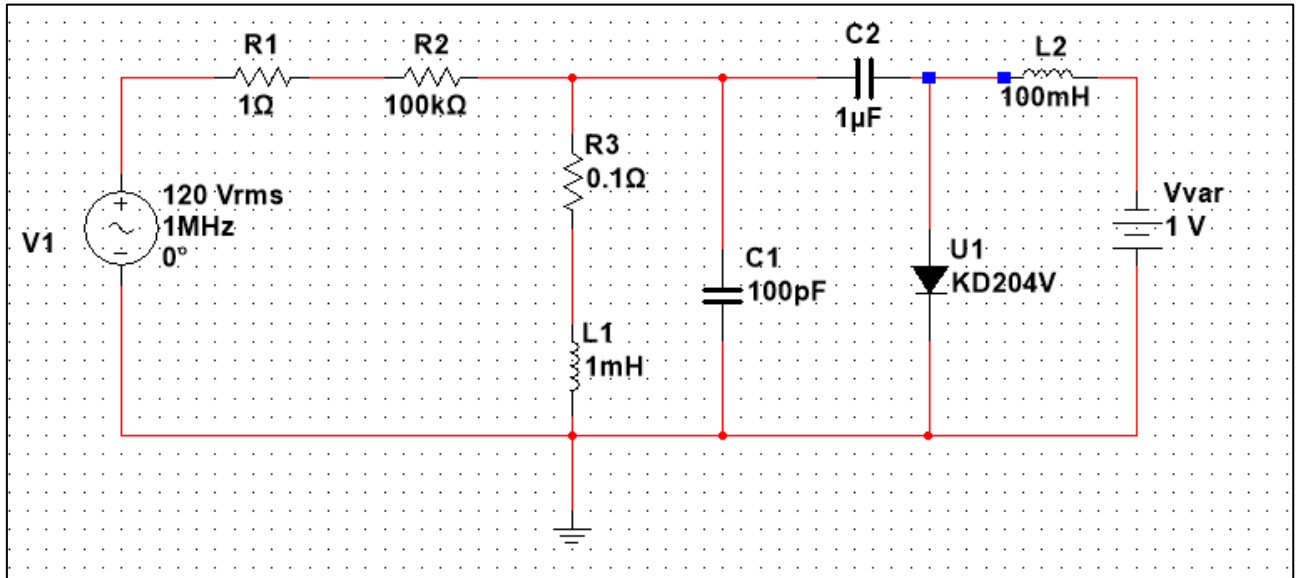 R1
1Ω
R2
100kΩ
C2
1µF
L2
100mH
R3
0.1Ω
V1
120 Vrms
1MHz
0°
Vvar
1 V
C1
100pF
U1
KD204V
L1
1mH